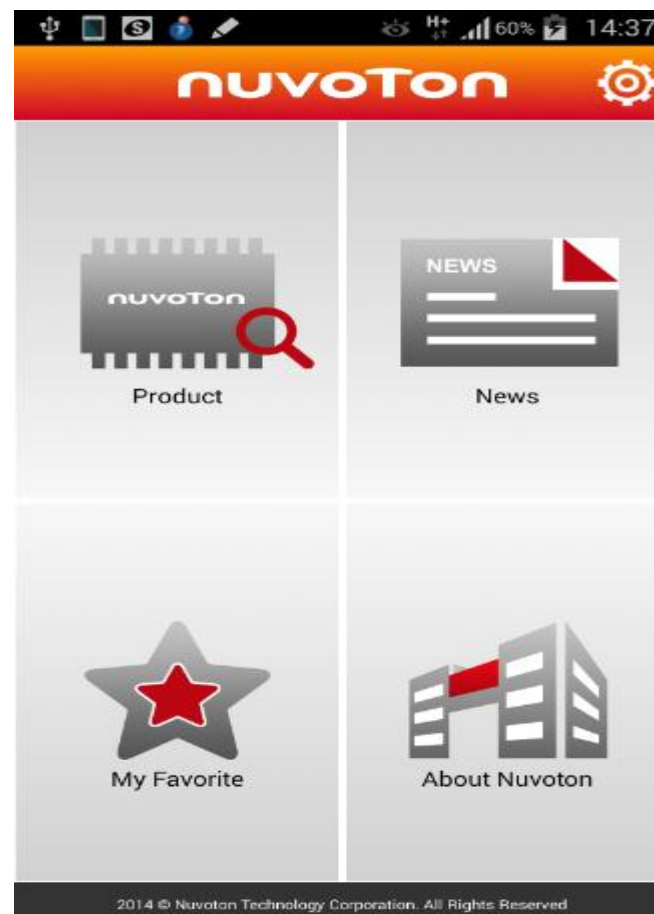 S H+ 60% 14:37
nuvoTon
nuvoTon
NEWS
Product
News
My Favorite
About Nuvoton
2014 © Nuvoton Technology Corporation. All Rights Reserved